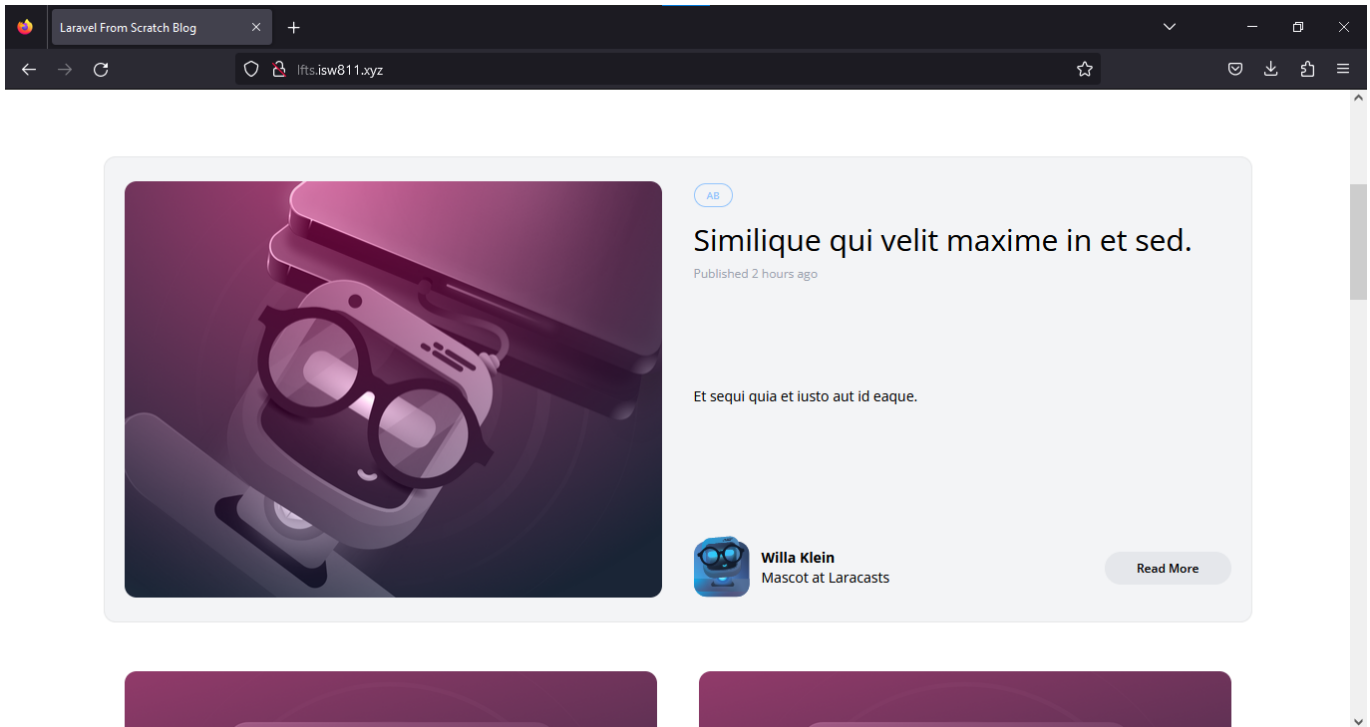 Laravel From Scratch Blog
lfts.isw811.xyz
AB
Similique qui velit maxime in et sed.
Published 2 hours ago
Et sequi quia et iusto aut id eaque.
Willa Klein
Mascot at Laracasts
Read More